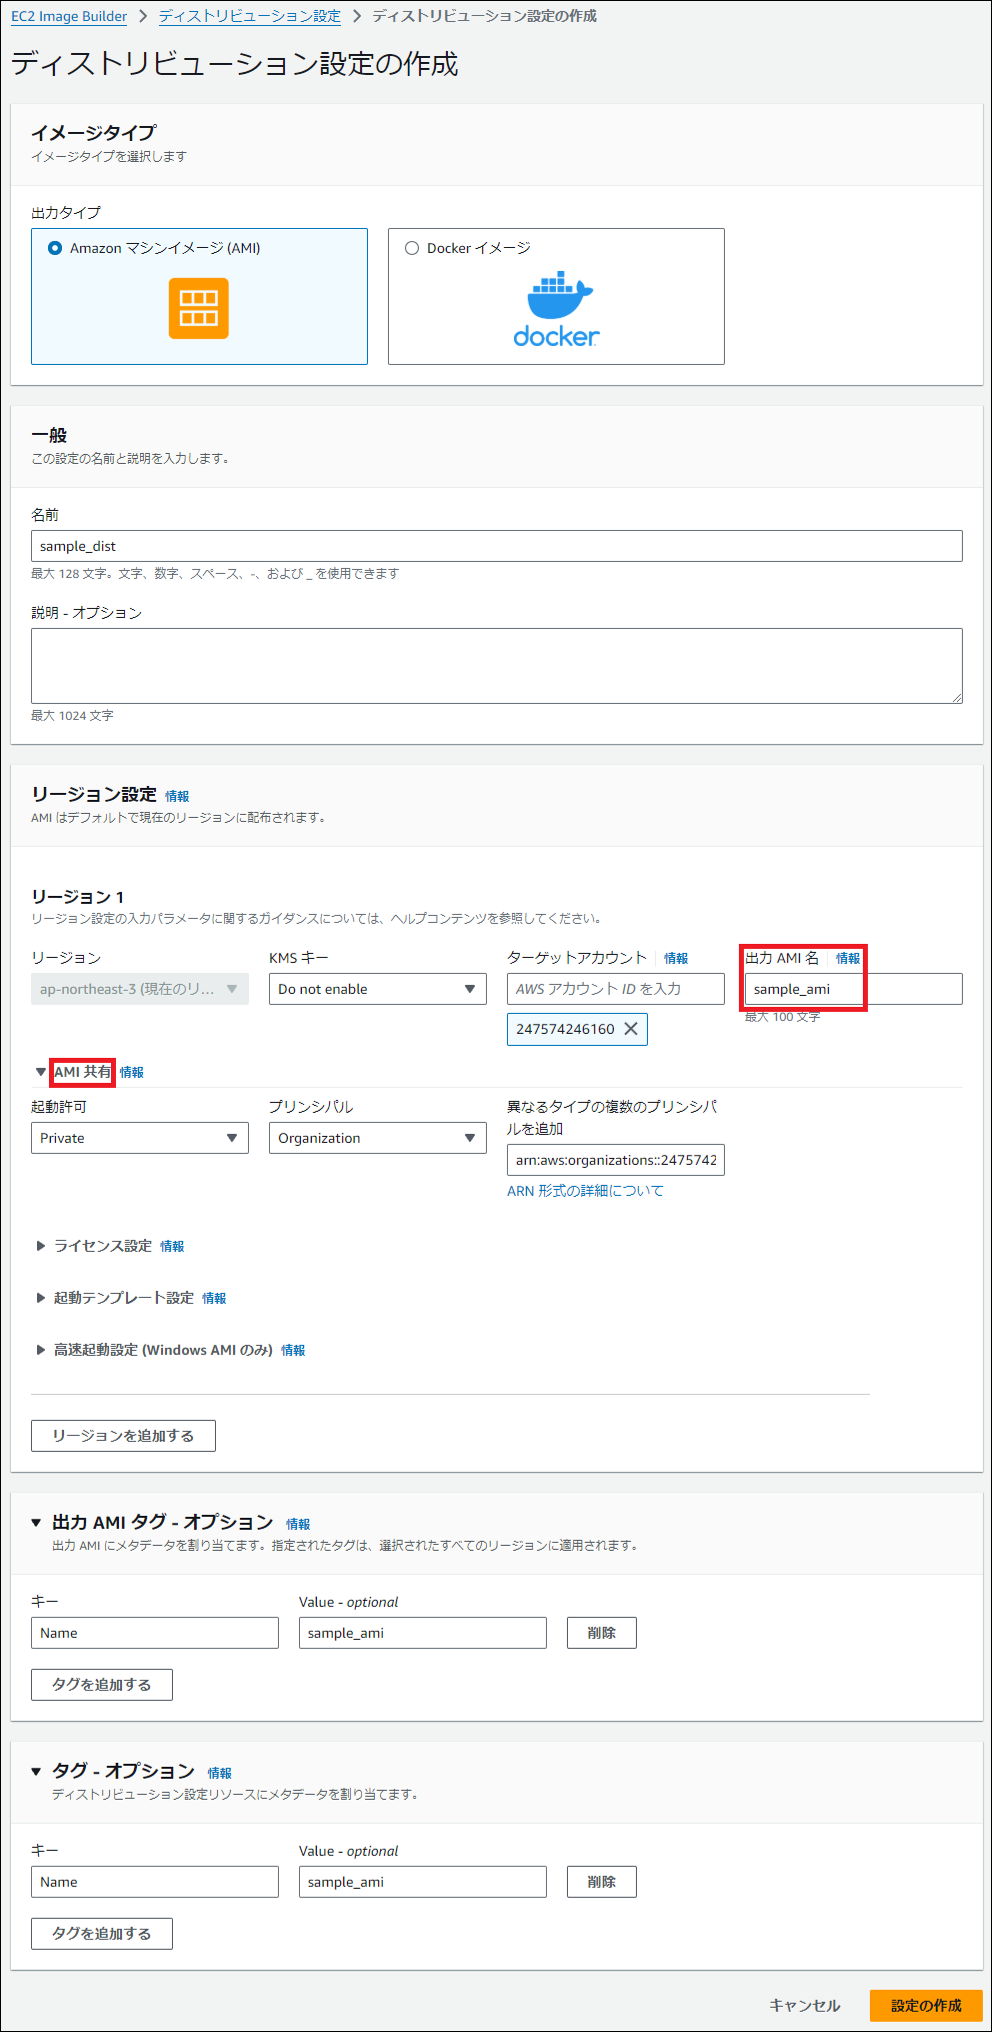 EC2 Image Builder > ディストリビューション設定 > ディストリビューション設定の作成
ディストリビューション設定の作成
イメージタイプ
イメージタイプを選択します
出力タイプ
Amazon マシンイメージ (AMI)
Docker イメージ
docker
一般
この設定の名前と説明を入力します。
名前
sample_dist
最大 128 文字。文字、数字、スペース、-、および _ を使用できます
説明 - オプション
最大 1024 文字
リージョン設定 情報
AMI はデフォルトで現在のリージョンに配布されます。
リージョン 1
リージョン設定の入力パラメータに関するガイダンスについては、ヘルプコンテンツを参照してください。
リージョン
ap-northeast-3 (現在のリ...
KMS キー
Do not enable
ターゲットアカウント 情報
AWS アカウント ID を入力
247574246160
出力 AMI 名 情報
sample_ami
最大 100 文字
AMI 共有 情報
起動許可
Private
プリンシパル
Organization
異なるタイプの複数のプリンシパ
ルを追加
arn:aws:organizations::2475742
ARN 形式の詳細について
ライセンス設定 情報
起動テンプレート設定 情報
高速起動設定 (Windows AMI のみ) 情報
リージョンを追加する
出力 AMI タグ - オプション 情報
出力 AMI にメタデータを割り当てます。指定されたタグは、選択されたすべてのリージョンに適用されます。
キー
Value - optional
Name
sample_ami
削除
タグを追加する
タグ - オプション 情報
ディストリビューション設定リソースにメタデータを割り当てます。
キー
Value - optional
Name
sample_ami
削除
タグを追加する
キャンセル
設定の作成